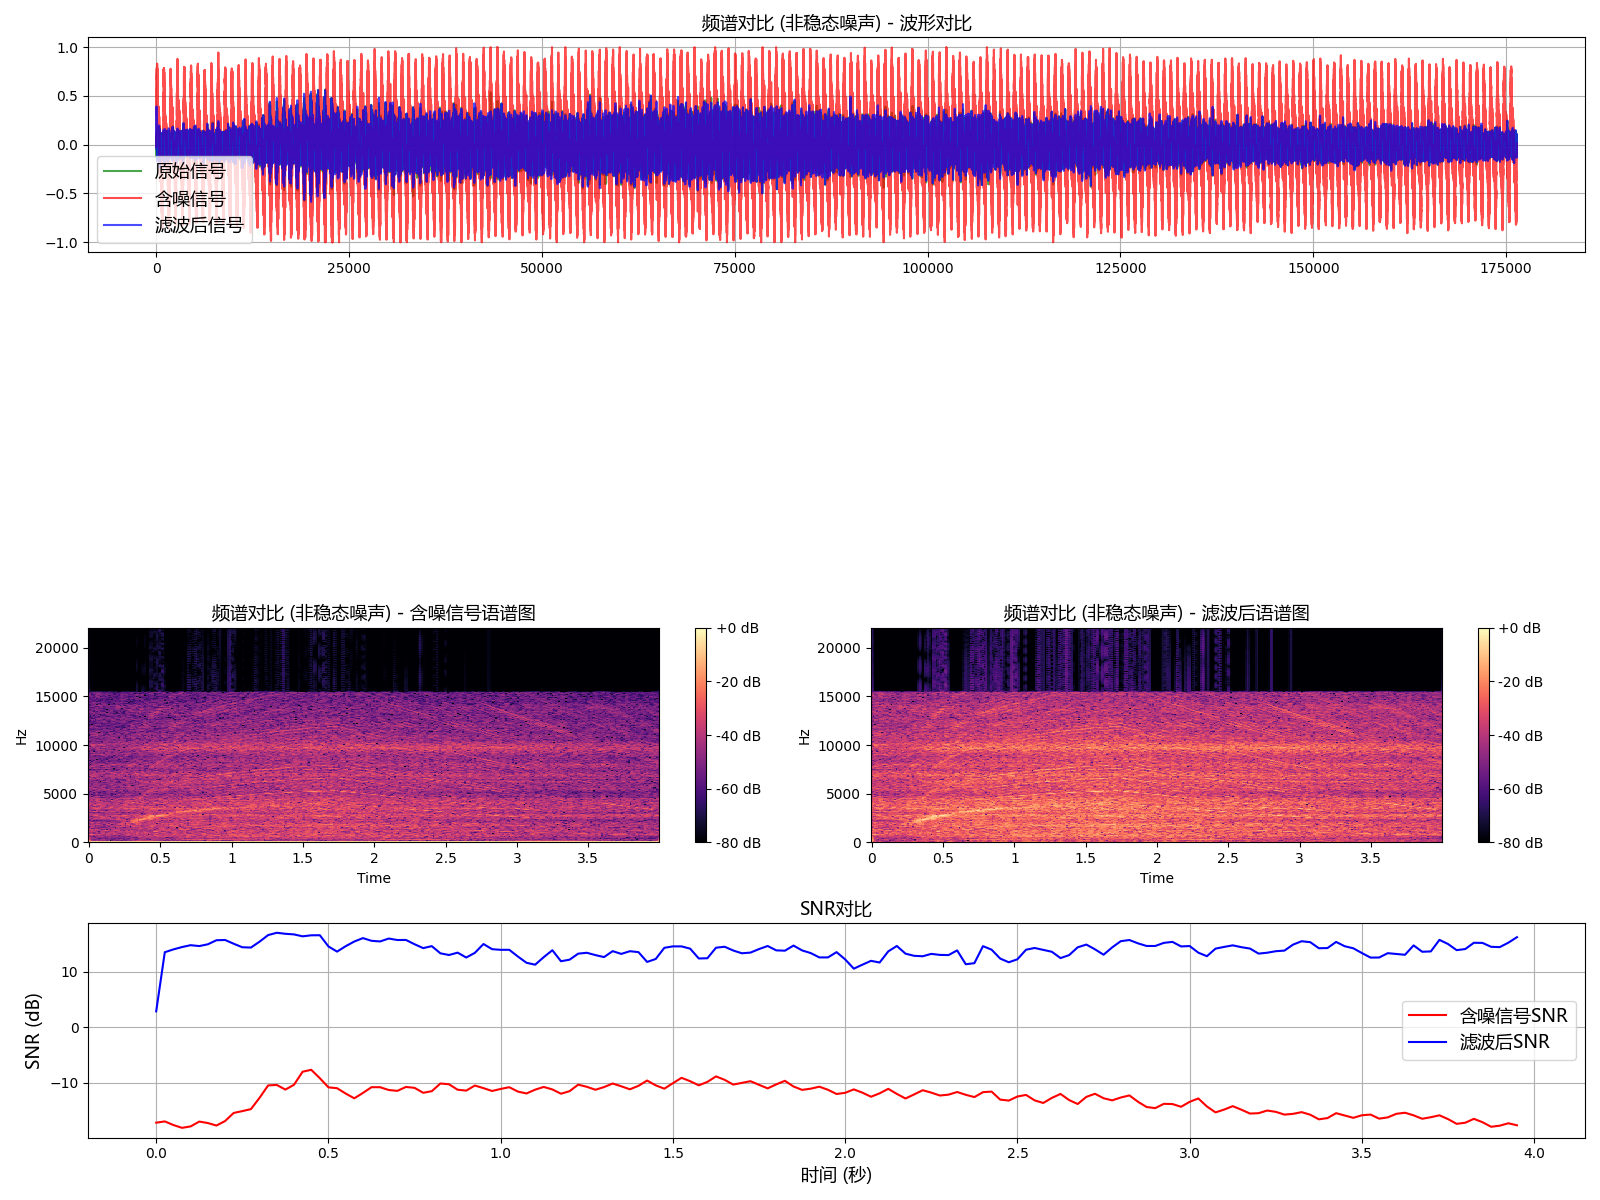 频谱对比 (非稳态噪声) - 波形对比
1.0
0.5
0.0
−0.5
−1.0
原始信号
含噪信号
滤波后信号
0 25000 50000 75000 100000 125000 150000 175000
频谱对比 (非稳态噪声) - 含噪信号语谱图
Hz
20000
15000
10000
5000
0
0 0.5 1 1.5 2 2.5 3 3.5
Time
+0 dB
-20 dB
-40 dB
-60 dB
-80 dB
频谱对比 (非稳态噪声) - 滤波后语谱图
Hz
20000
15000
10000
5000
0
0 0.5 1 1.5 2 2.5 3 3.5
Time
+0 dB
-20 dB
-40 dB
-60 dB
-80 dB
SNR对比
SNR (dB)
10
0
−10
含噪信号SNR
滤波后SNR
0.0 0.5 1.0 1.5 2.0 2.5 3.0 3.5 4.0
时间 (秒)